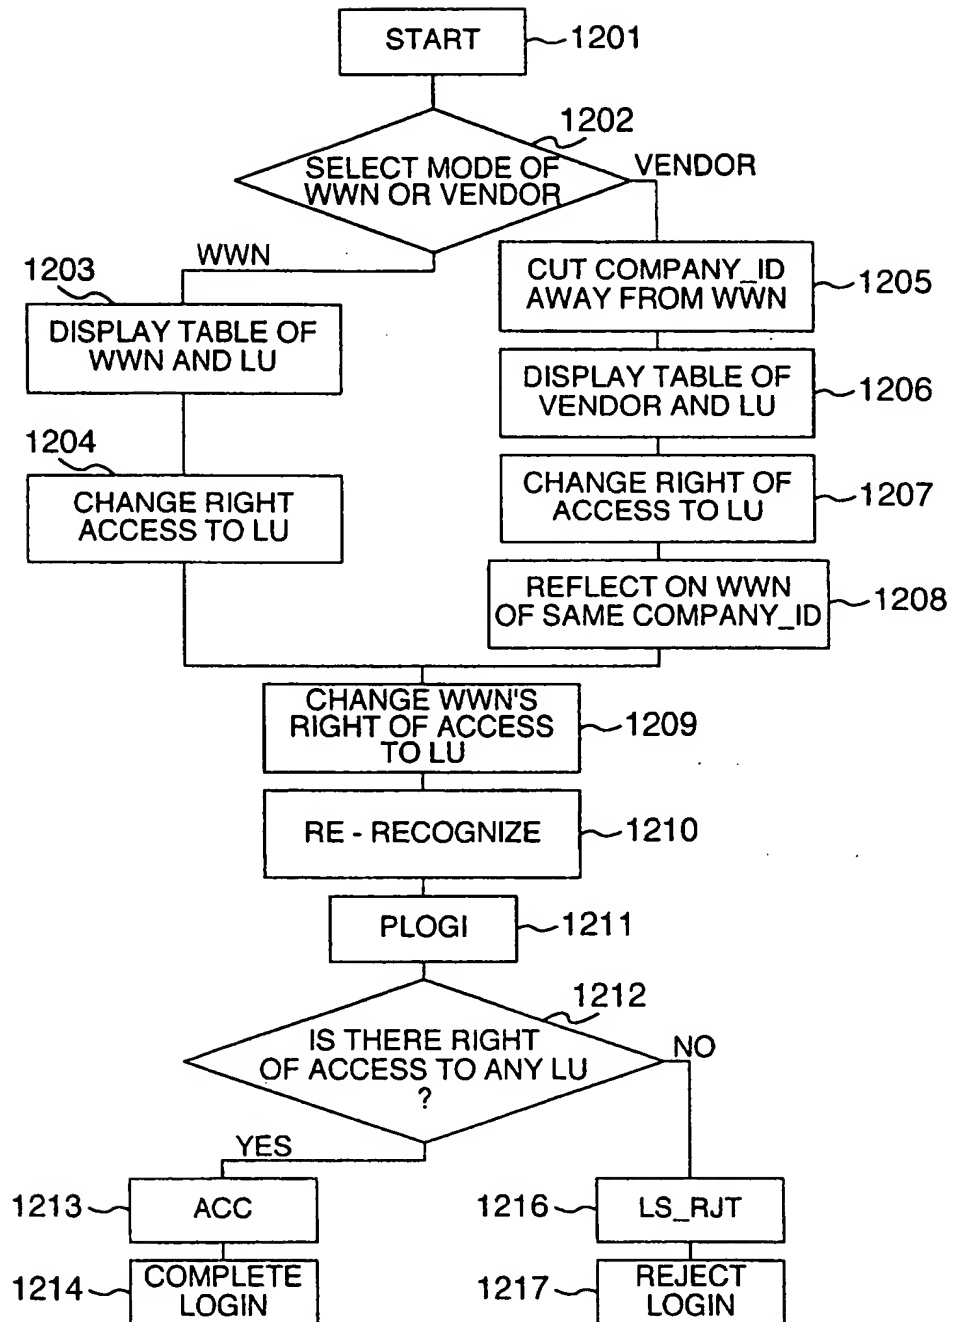 START
1201
1202
SELECT MODE OF
WWN OR VENDOR
VENDOR
WWN
1203
DISPLAY TABLE OF
WWN AND LU
CUT COMPANY_ID
AWAY FROM WWN
1205
DISPLAY TABLE OF
VENDOR AND LU
1206
1204
CHANGE RIGHT
ACCESS TO LU
CHANGE RIGHT OF
ACCESS TO LU
1207
REFLECT ON WWN
OF SAME COMPANY_ID
1208
CHANGE WWN'S
RIGHT OF ACCESS
TO LU
1209
RE - RECOGNIZE
1210
PLOGI
1211
1212
IS THERE RIGHT
OF ACCESS TO ANY LU
?
NO
YES
1213
ACC
1216
LS_RJT
1214
COMPLETE
LOGIN
1217
REJECT
LOGIN